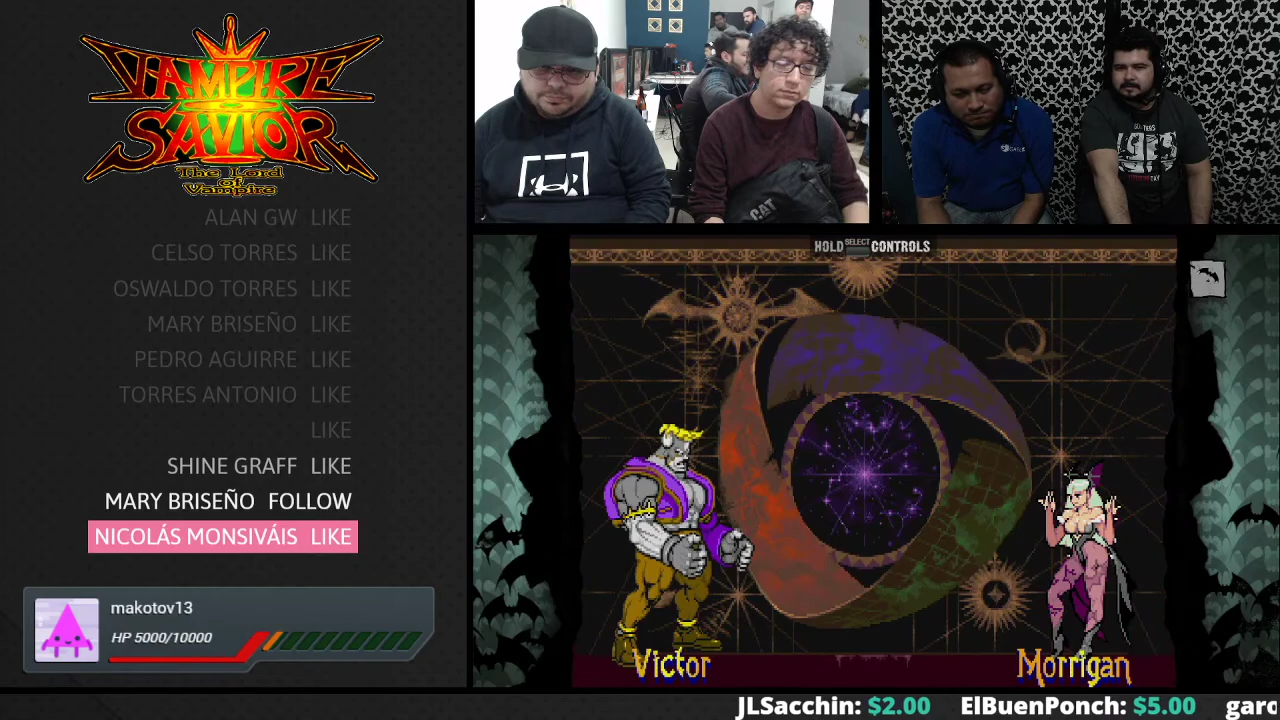 VAMPIRE
SAVIOR
The Lord
of
Vampire
ALAN GW LIKE
CELSO TORRES LIKE
OSWALDO TORRES LIKE
MARY BRISEÑO LIKE
PEDRO AGUIRRE LIKE
TORRES ANTONIO LIKE
LIKE
SHINE GRAFF LIKE
MARY BRISEÑO FOLLOW
NICOLÁS MONSIVÁIS LIKE
makotov13
HP 5000/10000
CAT
HOLD SELECT CONTROLS
Victor
Morrigan
JLSacchin: $2.00 ElBuenPonch: $5.00 garc